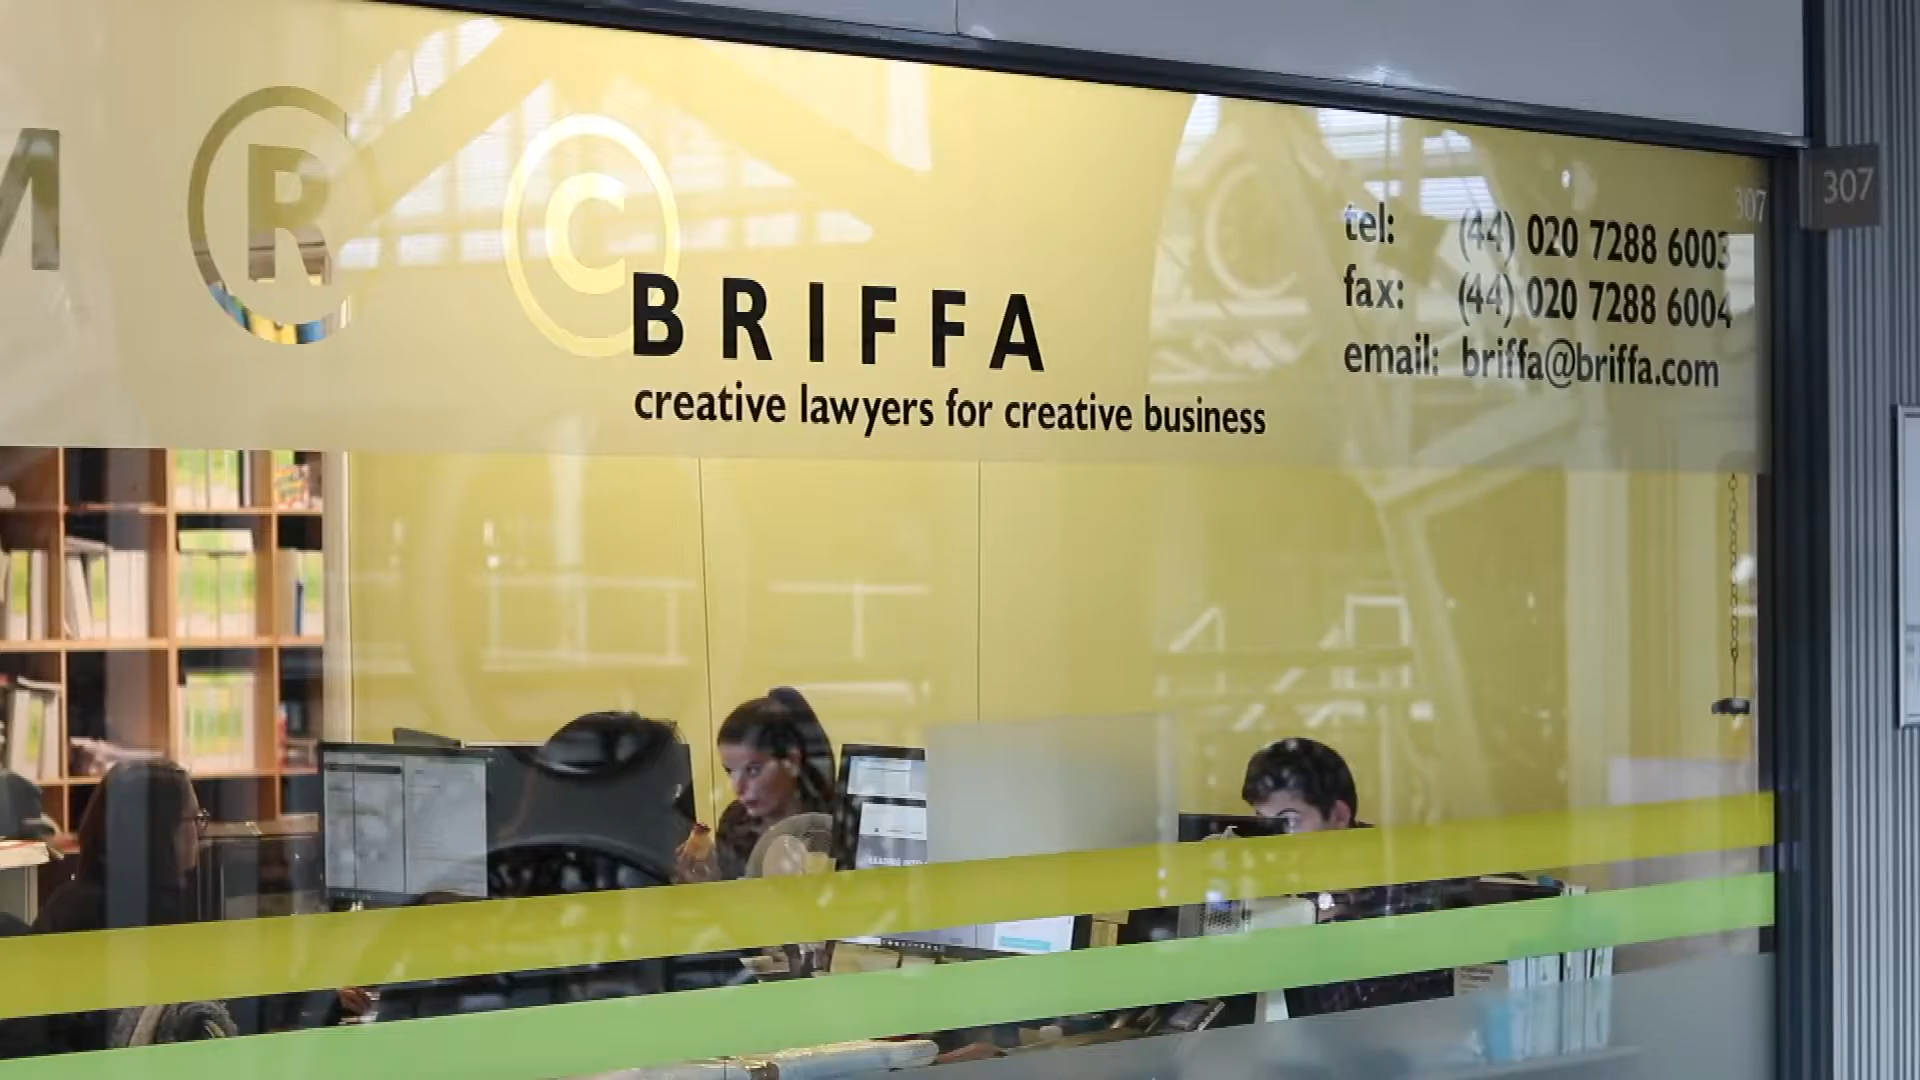 M ® ©
BRIFFA
creative lawyers for creative business
tel: (44) 020 7288 6003
fax: (44) 020 7288 6004
email: briffa@briffa.com
307
307